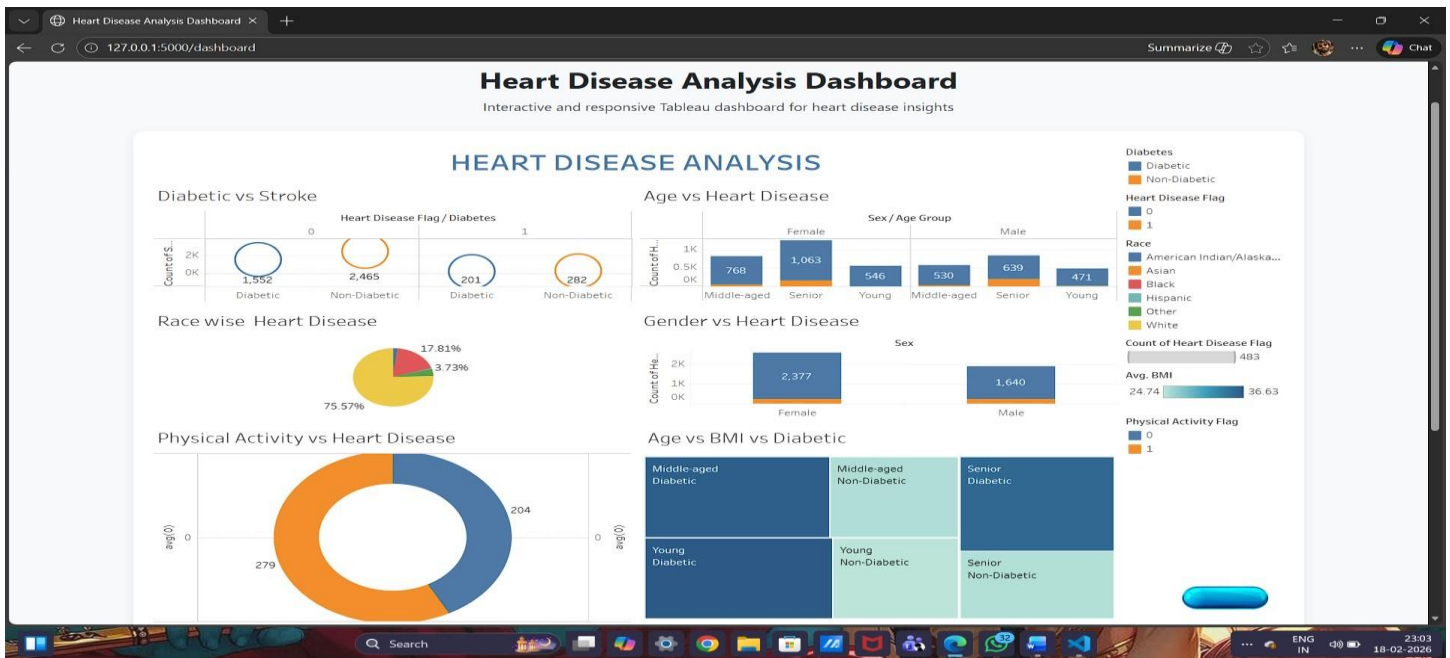 Heart Disease Analysis Dashboard
127.0.0.1:5000/dashboard
Summarize
Chat
Heart Disease Analysis Dashboard
Interactive and responsive Tableau dashboard for heart disease insights
HEART DISEASE ANALYSIS
Diabetic vs Stroke
Heart Disease Flag / Diabetes
0 1
Count of S...
2K
0K
1,552 2,465 201 282
Diabetic Non-Diabetic Diabetic Non-Diabetic
Age vs Heart Disease
Sex / Age Group
Female Male
Count of H...
1K
0.5K
0K
768 1,063 546 530 639 471
Middle-aged Senior Young Middle-aged Senior Young
Race wise Heart Disease
17.81%
3.73%
75.57%
Gender vs Heart Disease
Sex
Count of He...
2K
1K
0K
2,377 1,640
Female Male
Physical Activity vs Heart Disease
avg(0)
0
204
279
0
avg(0)
Age vs BMI vs Diabetic
Middle-aged
Diabetic
Middle-aged
Non-Diabetic
Senior
Diabetic
Young
Diabetic
Young
Non-Diabetic
Senior
Non-Diabetic
Diabetes
Diabetic
Non-Diabetic
Heart Disease Flag
0
1
Race
American Indian/Alaska...
Asian
Black
Hispanic
Other
White
Count of Heart Disease Flag
483
Avg. BMI
24.74 36.63
Physical Activity Flag
0
1
Search
32
ENG
IN
23:03
18-02-2026